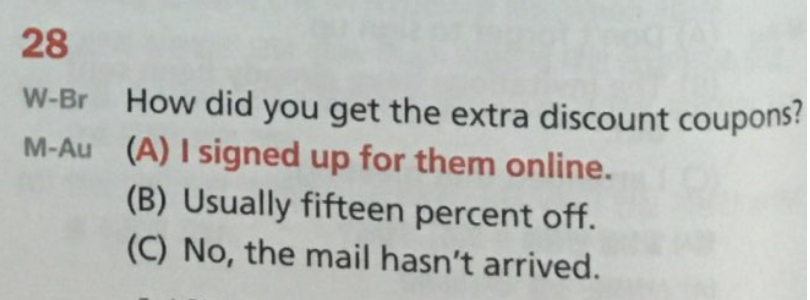 28
W-Br How did you get the extra discount coupons?
M-Au (A) I signed up for them online.
(B) Usually fifteen percent off.
(C) No, the mail hasn't arrived.